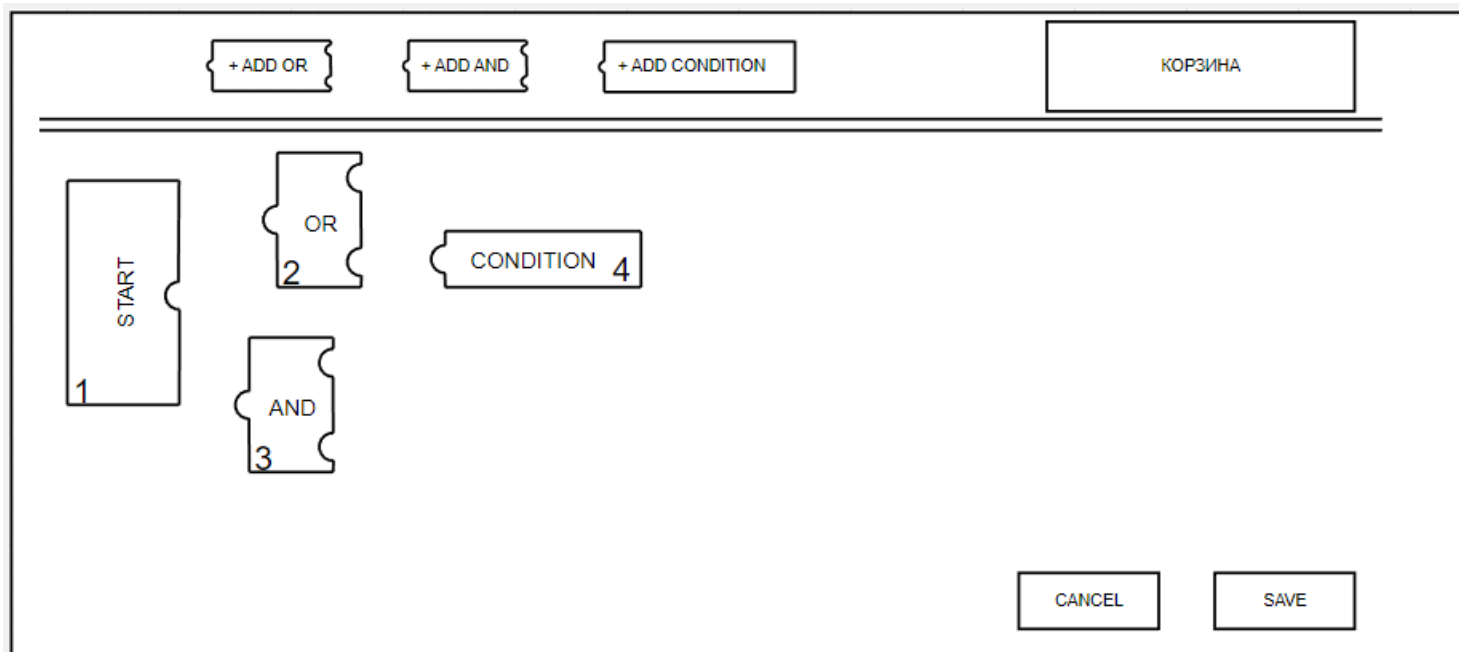 + ADD OR
+ ADD AND
+ ADD CONDITION
КОРЗИНА
START
1
OR
2
CONDITION 4
AND
3
CANCEL
SAVE